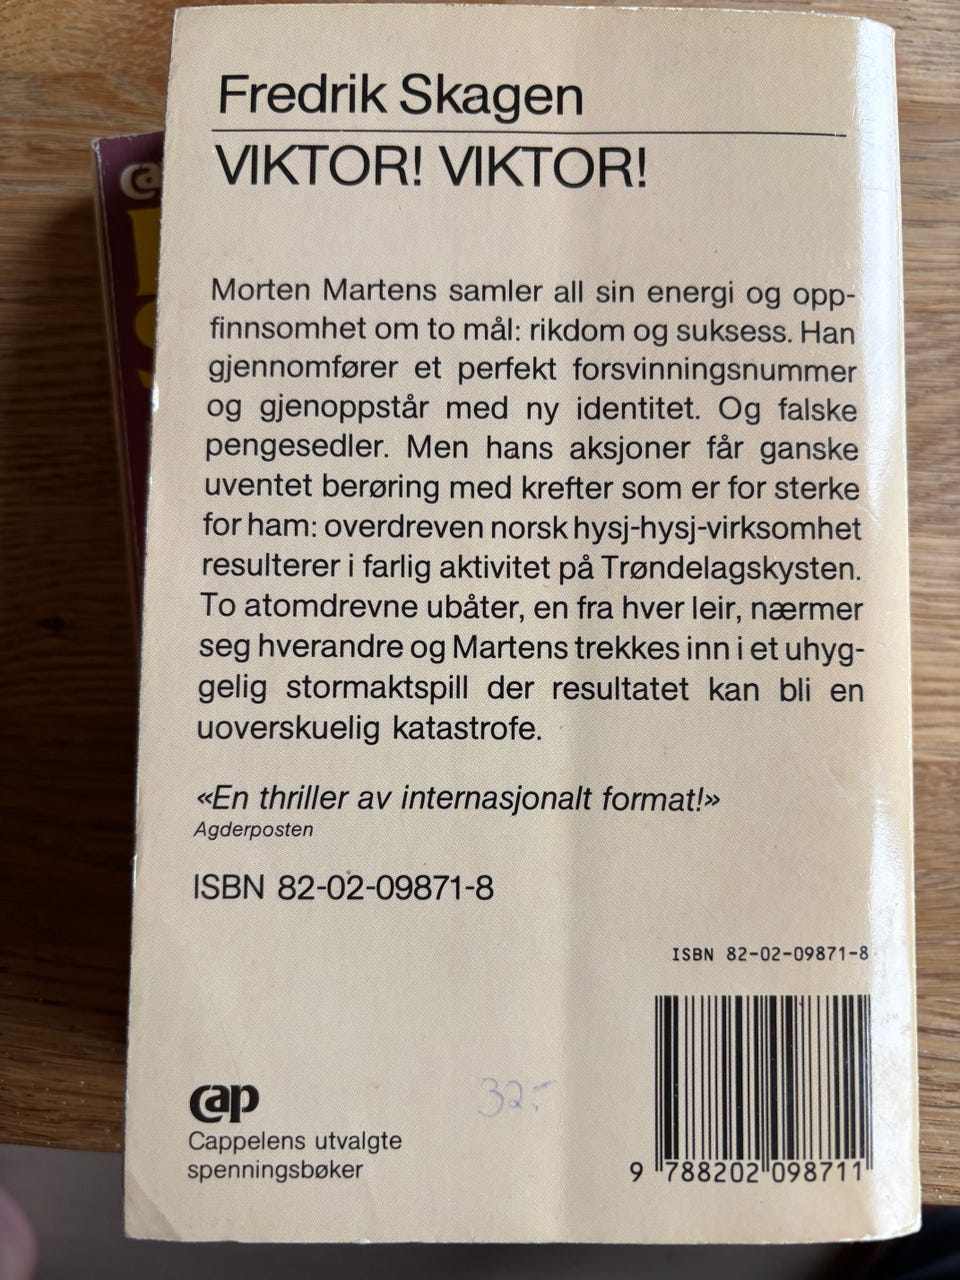 Fredrik Skagen
VIKTOR! VIKTOR!
Morten Martens samler all sin energi og opp-
finnsomhet om to mål: rikdom og suksess. Han
gjennomfører et perfekt forsvinningsnummer
og gjenoppstår med ny identitet. Og falske
pengesedler. Men hans aksjoner får ganske
uventet berøring med krefter som er for sterke
for ham: overdreven norsk hysj-hysj-virksomhet
resulterer i farlig aktivitet på Trøndelagskysten.
To atomdrevne ubåter, en fra hver leir, nærmer
seg hverandre og Martens trekkes inn i et uhyg-
gelig stormaktspill der resultatet kan bli en
uoverskuelig katastrofe.
«En thriller av internasjonalt format!»
Agderposten
ISBN 82-02-09871-8
ISBN 82-02-09871-8
cap
32.-
Cappelens utvalgte
spenningsbøker
9 788202 098711